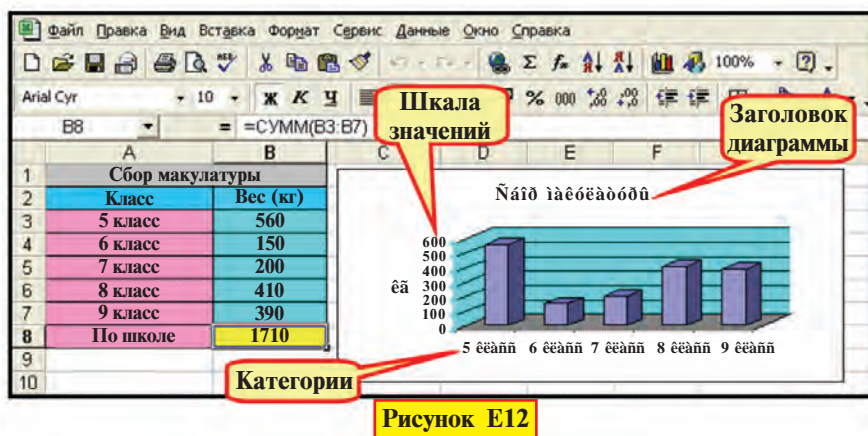 Файл Правка Вид Вставка Формат Сервис Данные Окно Справка
100%
Arial Cyr 10 Ж К Ч % 000
B8 = =СУММ(B3:B7)
Шкала
значений
Заголовок
диаграммы
A B C D E F
1 Сбор макулатуры
2 Класс Вес (кг)
3 5 класс 560
4 6 класс 150
5 7 класс 200
6 8 класс 410
7 9 класс 390
8 По школе 1710
9
10
Ñáîð ìàêóëàòóðû
600
500
400
300
200
100
0
êã
5 êëàññ 6 êëàññ 7 êëàññ 8 êëàññ 9 êëàññ
Категории
Рисунок E12